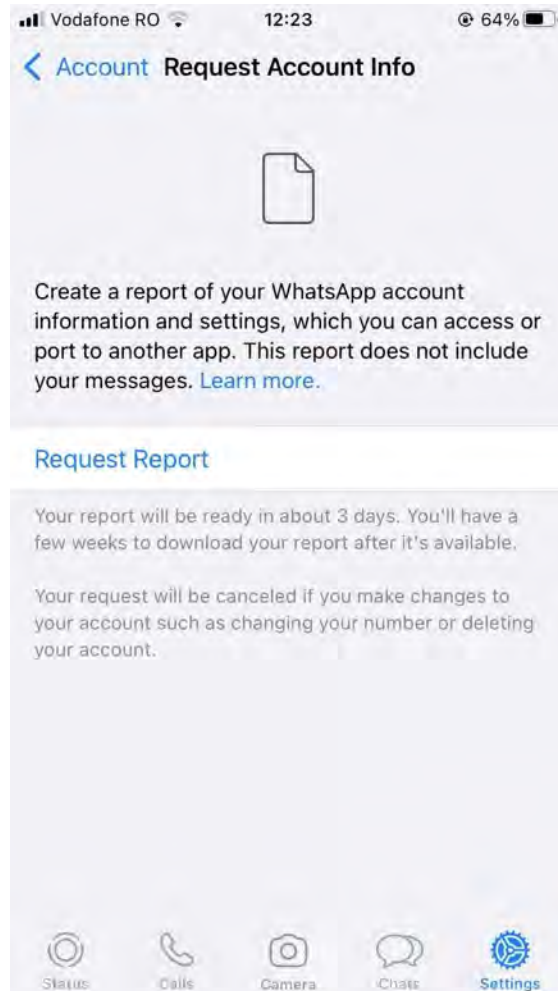 Vodafone RO 12:23 64%
Account Request Account Info
Create a report of your WhatsApp account
information and settings, which you can access or
port to another app. This report does not include
your messages. Learn more.
Request Report
Your report will be ready in about 3 days. You'll have a
few weeks to download your report after it's available.
Your request will be canceled if you make changes to
your account such as changing your number or deleting
your account.
Status Calls Camera Chats Settings